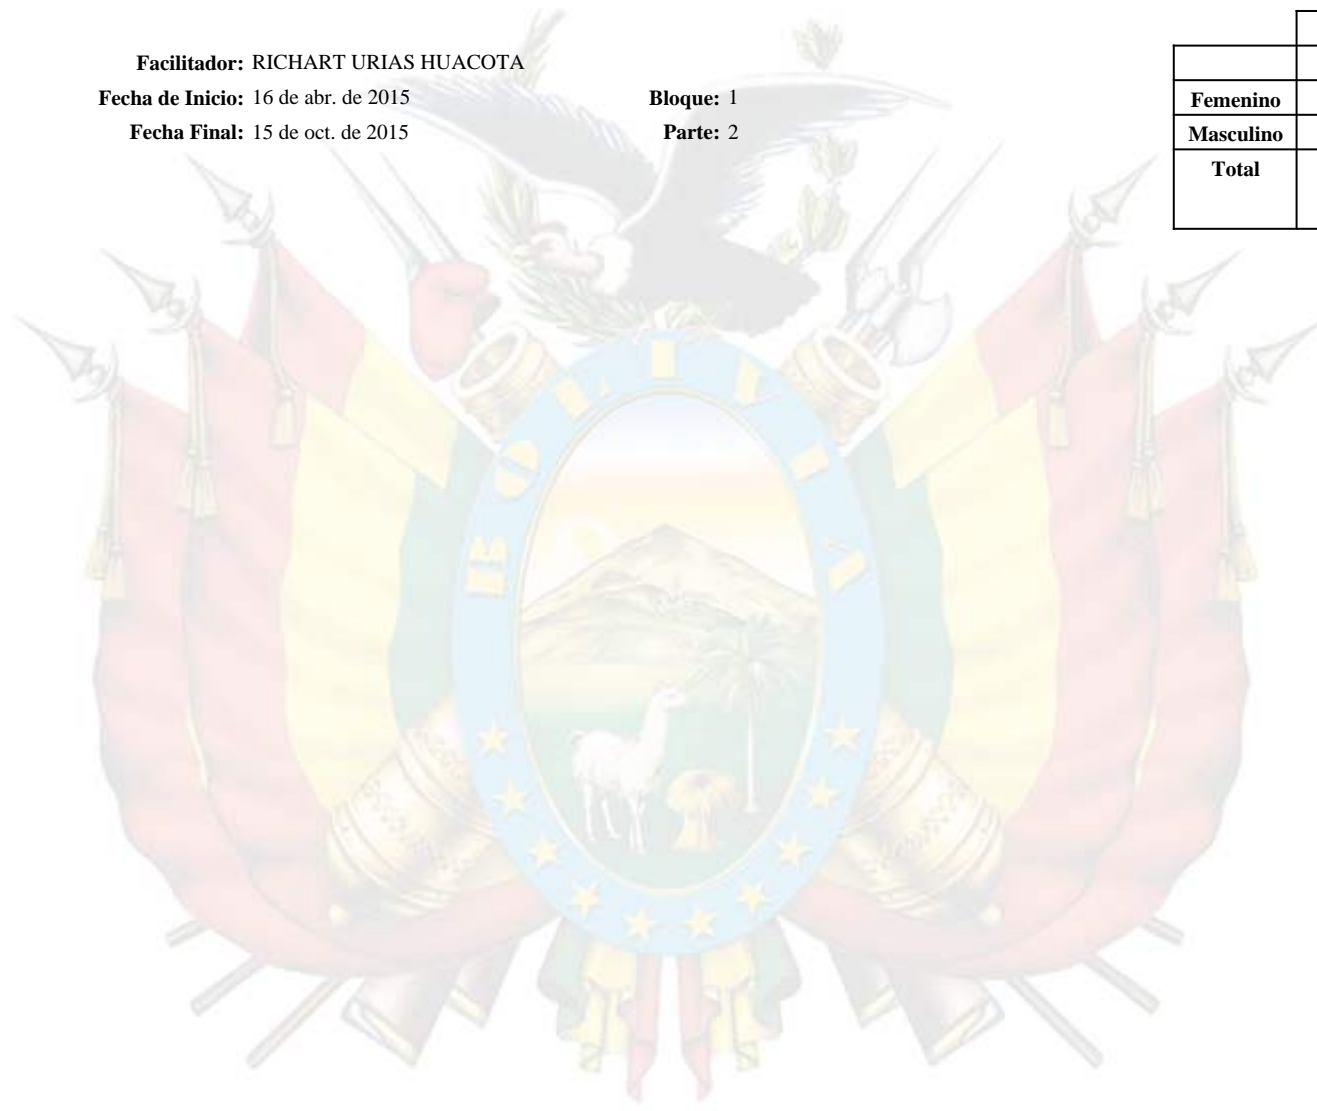 Facilitador: RICHART URIAS HUACOTA
Fecha de Inicio: 16 de abr. de 2015 Bloque: 1
Fecha Final: 15 de oct. de 2015 Parte: 2
Femenino
Masculino
Total
BOLIVIA